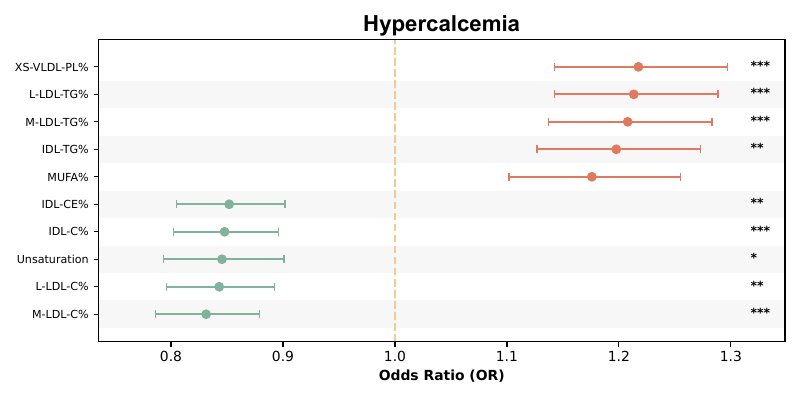 Hypercalcemia
XS-VLDL-PL% ***
L-LDL-TG% ***
M-LDL-TG% ***
IDL-TG% **
MUFA%
IDL-CE% **
IDL-C% ***
Unsaturation *
L-LDL-C% **
M-LDL-C% ***
0.8 0.9 1.0 1.1 1.2 1.3
Odds Ratio (OR)